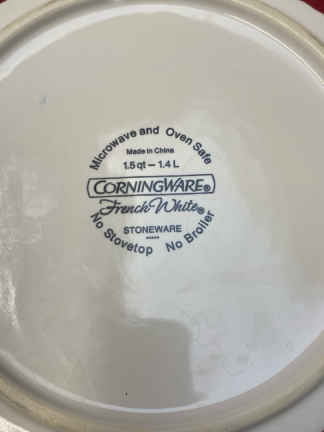 Microwave and Oven Safe
Made in China
1.5 qt – 1.4 L
CORNINGWARE®
French White®
STONEWARE
No Stovetop No Broiler